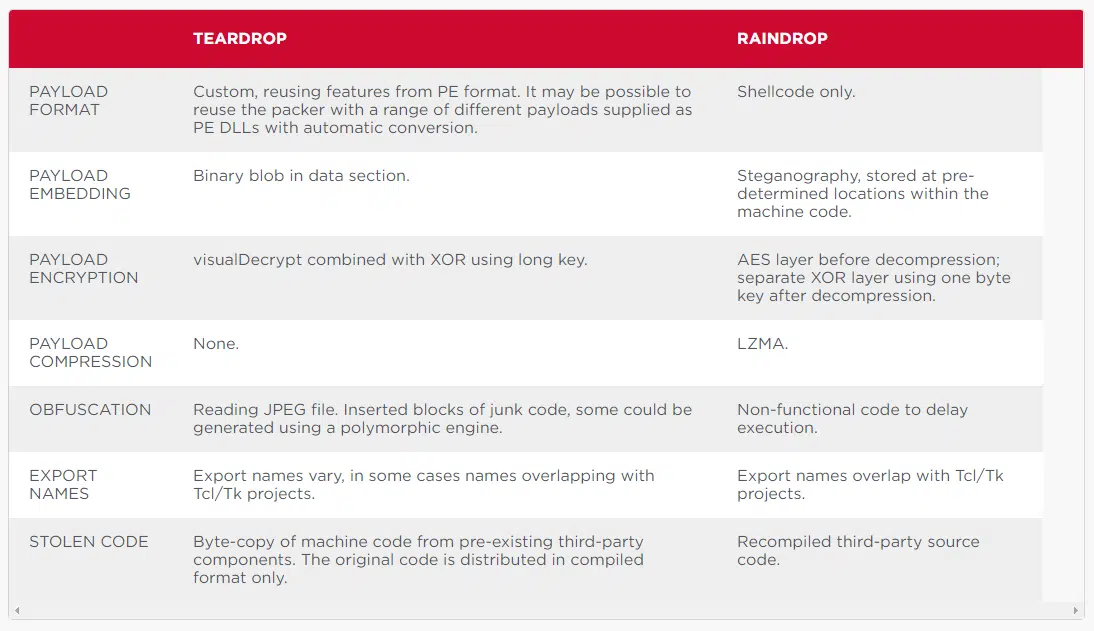 TEARDROP RAINDROP
PAYLOAD
FORMAT
Custom, reusing features from PE format. It may be possible to
reuse the packer with a range of different payloads supplied as
PE DLLs with automatic conversion.
Shellcode only.
PAYLOAD
EMBEDDING
Binary blob in data section.
Steganography, stored at pre-
determined locations within the
machine code.
PAYLOAD
ENCRYPTION
visualDecrypt combined with XOR using long key.
AES layer before decompression;
separate XOR layer using one byte
key after decompression.
PAYLOAD
COMPRESSION
None.
LZMA.
OBFUSCATION
Reading JPEG file. Inserted blocks of junk code, some could be
generated using a polymorphic engine.
Non-functional code to delay
execution.
EXPORT
NAMES
Export names vary, in some cases names overlapping with
Tcl/Tk projects.
Export names overlap with Tcl/Tk
projects.
STOLEN CODE
Byte-copy of machine code from pre-existing third-party
components. The original code is distributed in compiled
format only.
Recompiled third-party source
code.